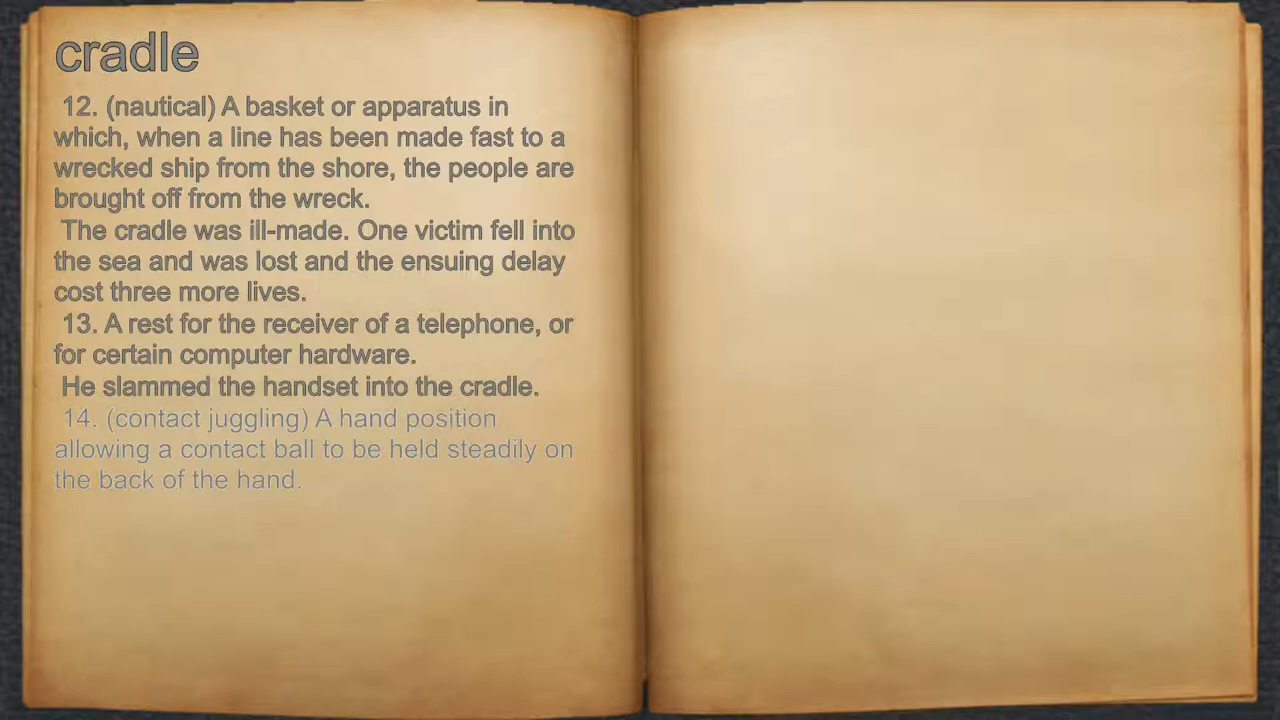 cradle
12. (nautical) A basket or apparatus in
which, when a line has been made fast to a
wrecked ship from the shore, the people are
brought off from the wreck.
The cradle was ill-made. One victim fell into
the sea and was lost and the ensuing delay
cost three more lives.
13. A rest for the receiver of a telephone, or
for certain computer hardware.
He slammed the handset into the cradle.
14. (contact juggling) A hand position
allowing a contact ball to be held steadily on
the back of the hand.